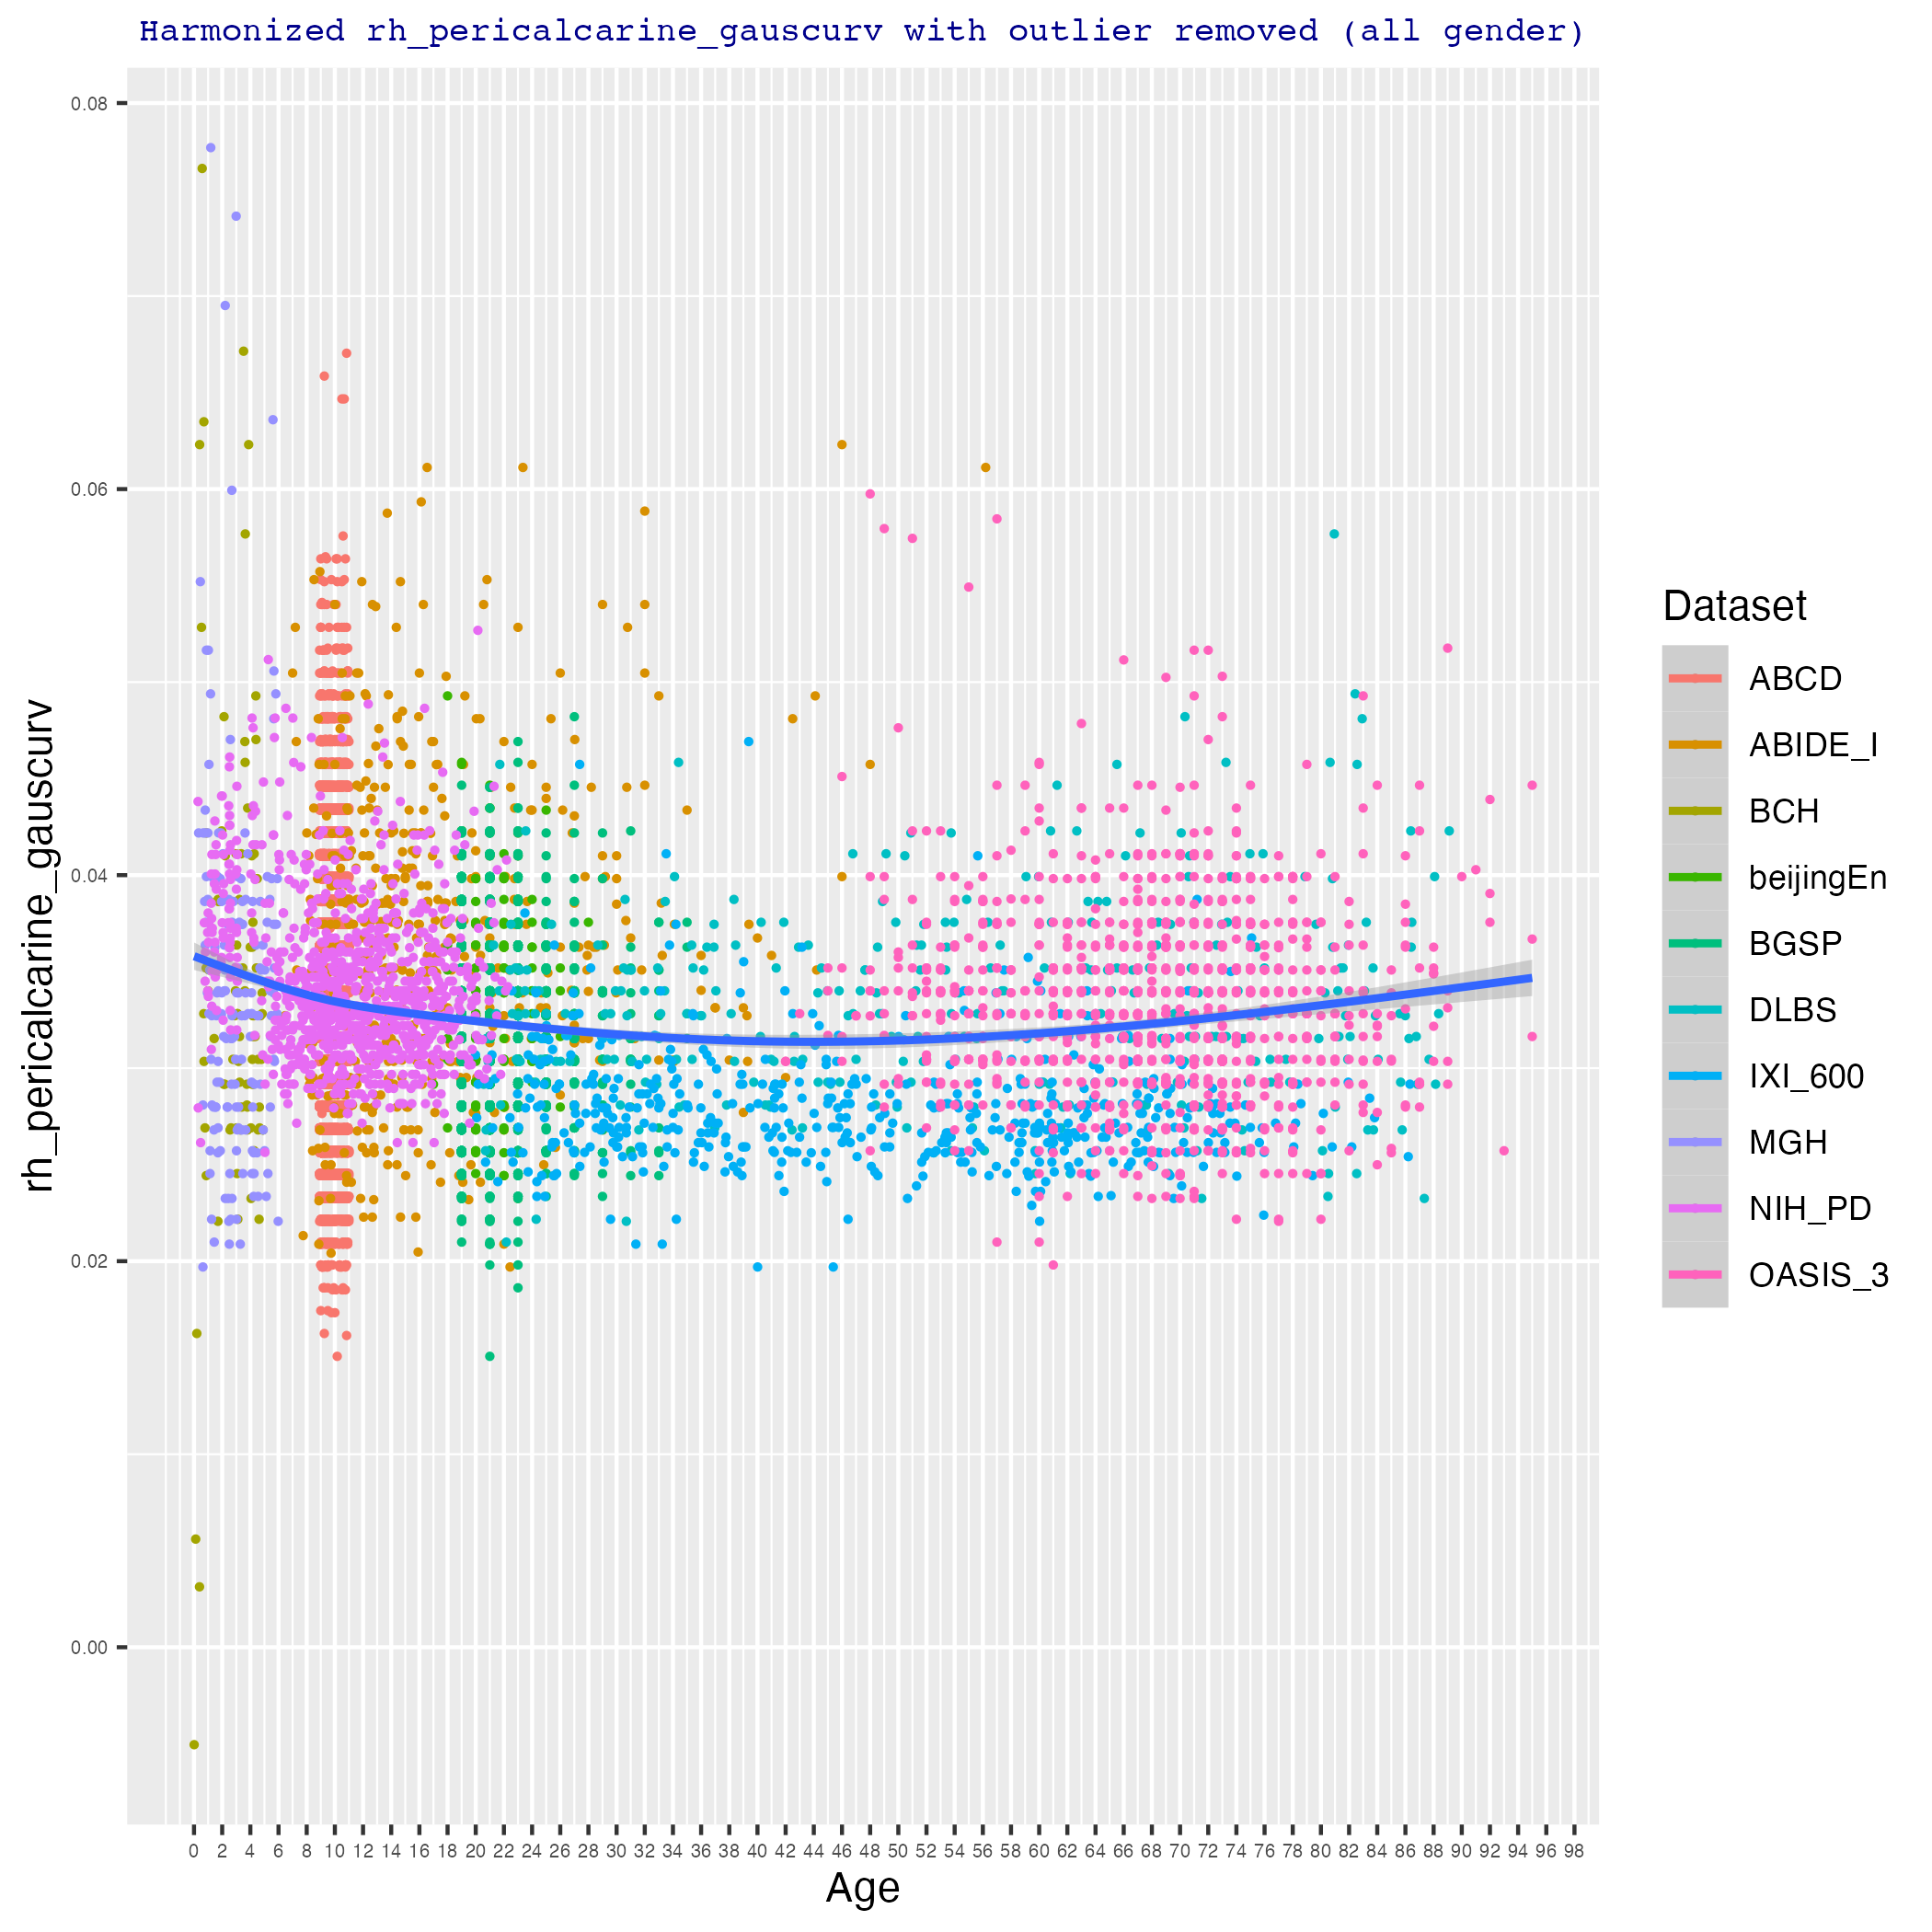 Harmonized rh_pericalcarine_gauscurv with outlier removed (all gender)
rh_pericalcarine_gauscurv
0.08
0.06
0.04
0.02
0.00
0 2 4 6 8 10 12 14 16 18 20 22 24 26 28 30 32 34 36 38 40 42 44 46 48 50 52 54 56 58 60 62 64 66 68 70 72 74 76 78 80 82 84 86 88 90 92 94 96 98
Age
Dataset
ABCD
ABIDE_I
BCH
beijingEn
BGSP
DLBS
IXI_600
MGH
NIH_PD
OASIS_3